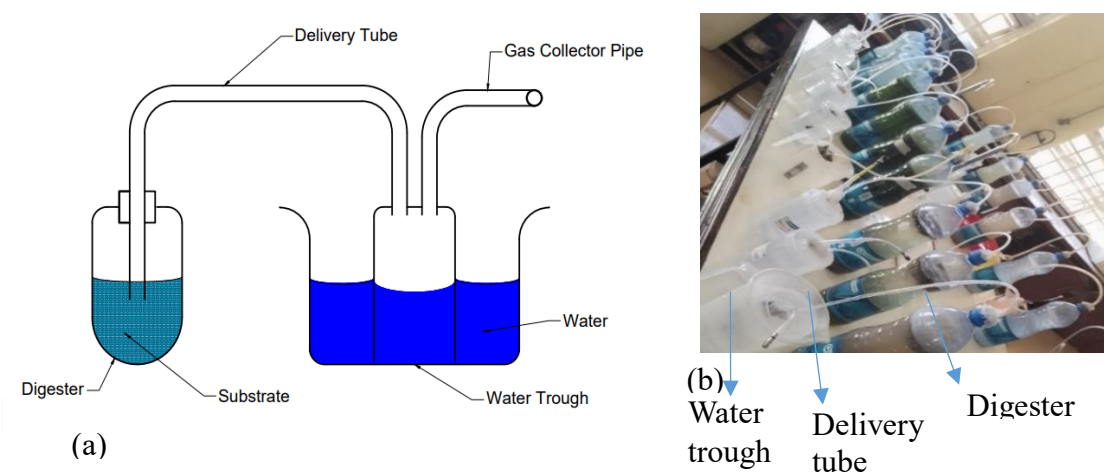 Delivery Tube
Gas Collector Pipe
Water
Digester
Substrate
Water Trough
(a)
(b)
Water
trough
Delivery
tube
Digester